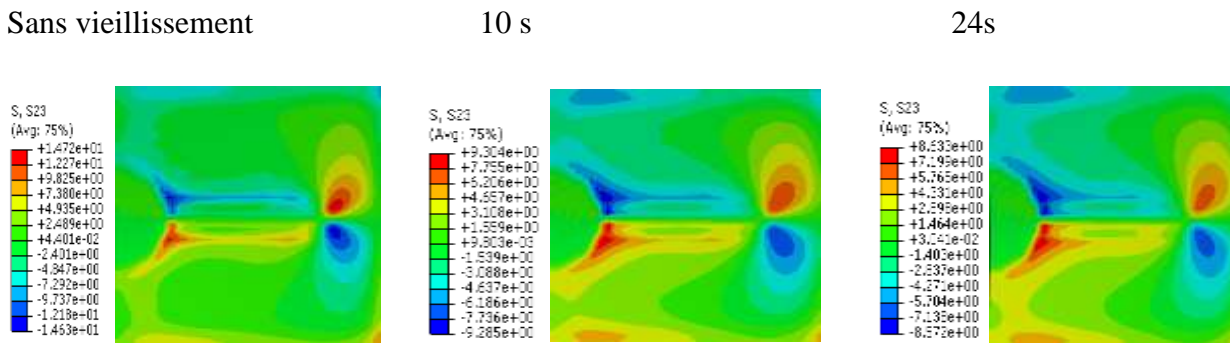 Sans vieillissement
10 s
24s
S, S23
(Avg: 75%)
+1.472e+01
+1.227e+01
+9.825e+00
+7.380e+00
+4.935e+00
+2.489e+00
+4.401e-02
-2.401e+00
-4.847e+00
-7.292e+00
-9.737e+00
-1.218e+01
-1.463e+01
S, S23
(Avg: 75%)
+9.304e+00
+7.755e+00
+6.206e+00
+4.657e+00
+3.108e+00
+1.559e+00
+9.803e-03
-1.539e+00
-3.088e+00
-4.637e+00
-6.186e+00
-7.736e+00
-9.285e+00
S, S23
(Avg: 75%)
+8.633e+00
+7.199e+00
+5.765e+00
+4.331e+00
+2.898e+00
+1.464e+00
+3.041e-02
-1.403e+00
-2.837e+00
-4.271e+00
-5.704e+00
-7.138e+00
-8.572e+00